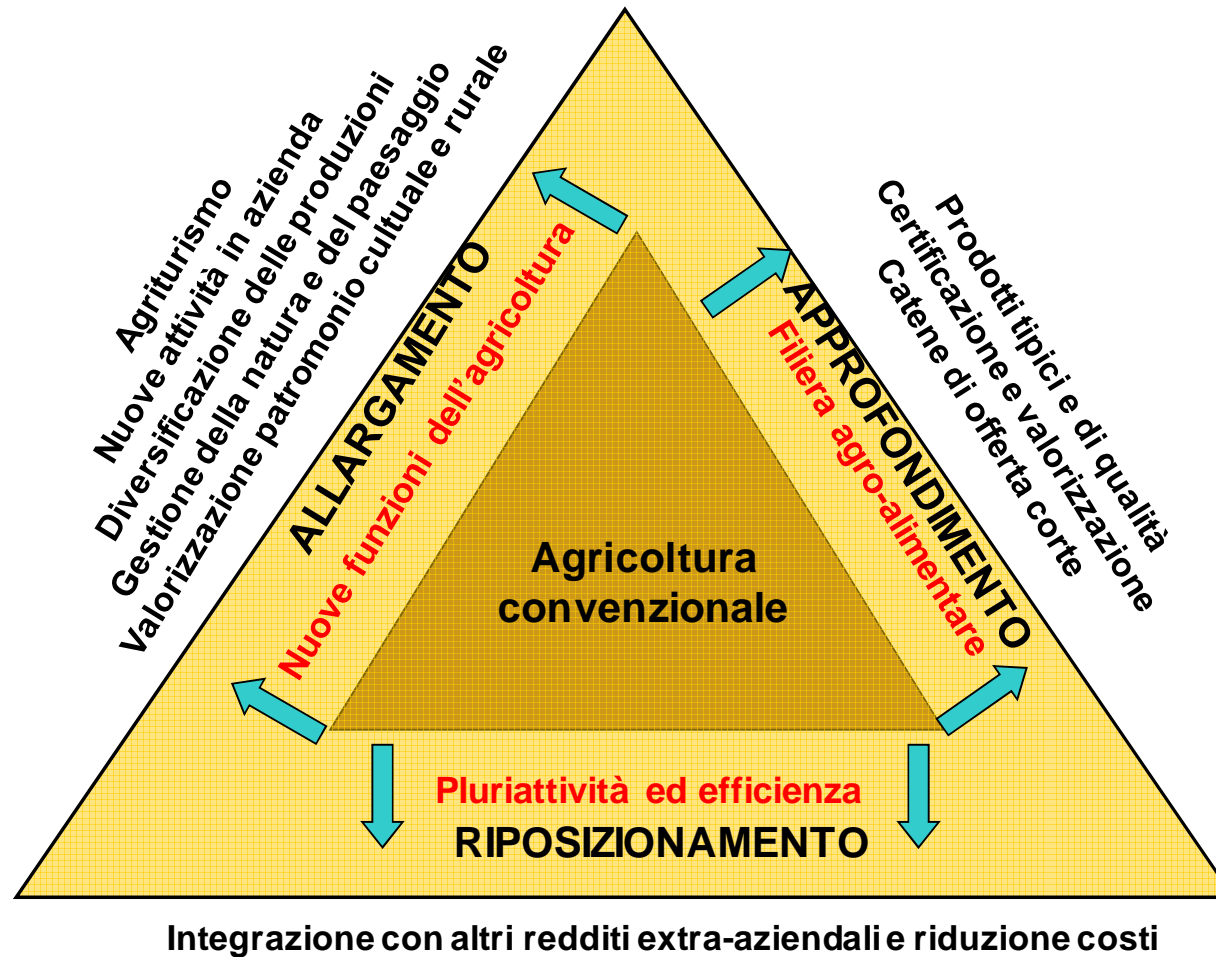 Agriturismo
Nuove attività in azienda
Diversificazione delle produzioni
Gestione della natura e del paesaggio
Valorizzazione patromonio cultuale e rurale
ALLARGAMENTO
Nuove funzioni dell'agricoltura
Prodotti tipici e di qualità
Certificazione e valorizzazione
Catene di offerta corte
APPROFONDIMENTO
Filiera agro-alimentare
Agricoltura
convenzionale
Pluriattività ed efficienza
RIPOSIZIONAMENTO
Integrazione con altri redditi extra-aziendali e riduzione costi